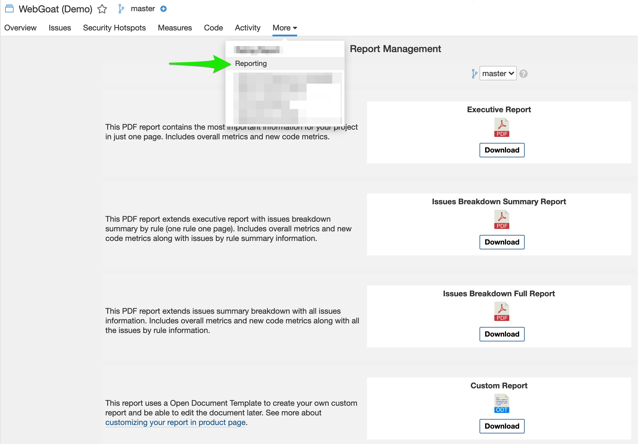 WebGoat (Demo) master
Overview Issues Security Hotspots Measures Code Activity More
Reporting
Report Management
master
?
Executive Report
PDF
Download
This PDF report contains the most important information for your project
in just one page. Includes overall metrics and new code metrics.
Issues Breakdown Summary Report
PDF
Download
This PDF report extends executive report with issues breakdown
summary by rule (one rule one page). Includes overall metrics and new
code metrics along with issues by rule summary information.
Issues Breakdown Full Report
PDF
Download
This PDF report extends issues summary breakdown with all issues
information. Includes overall metrics and new code metrics along with all
the issues by rule information.
Custom Report
ODT
Download
This report uses a Open Document Template to create your own custom
report and be able to edit the document later. See more about
customizing your report in product page.